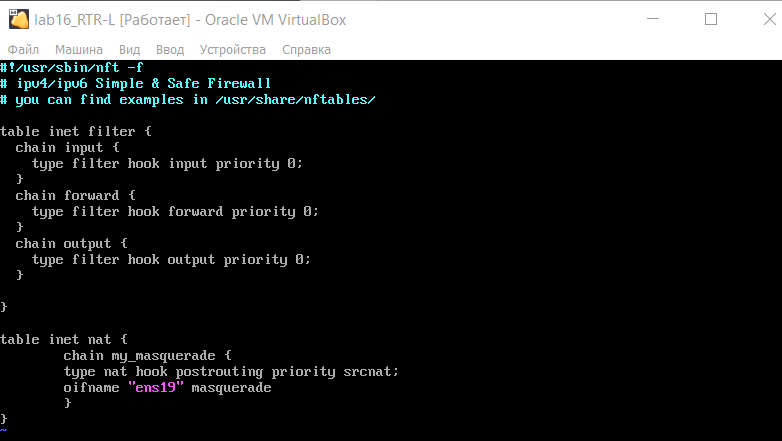 lab16_RTR-L [Работает] - Oracle VM VirtualBox
Файл Машина Вид Ввод Устройства Справка
#!/usr/sbin/nft -f
# ipv4/ipv6 Simple & Safe Firewall
# you can find examples in /usr/share/nftables/
table inet filter {
  chain input {
    type filter hook input priority 0;
  }
  chain forward {
    type filter hook forward priority 0;
  }
  chain output {
    type filter hook output priority 0;
  }
}
table inet nat {
        chain my_masquerade {
        type nat hook postrouting priority srcnat;
        oifname "ens19" masquerade
        }
}
~